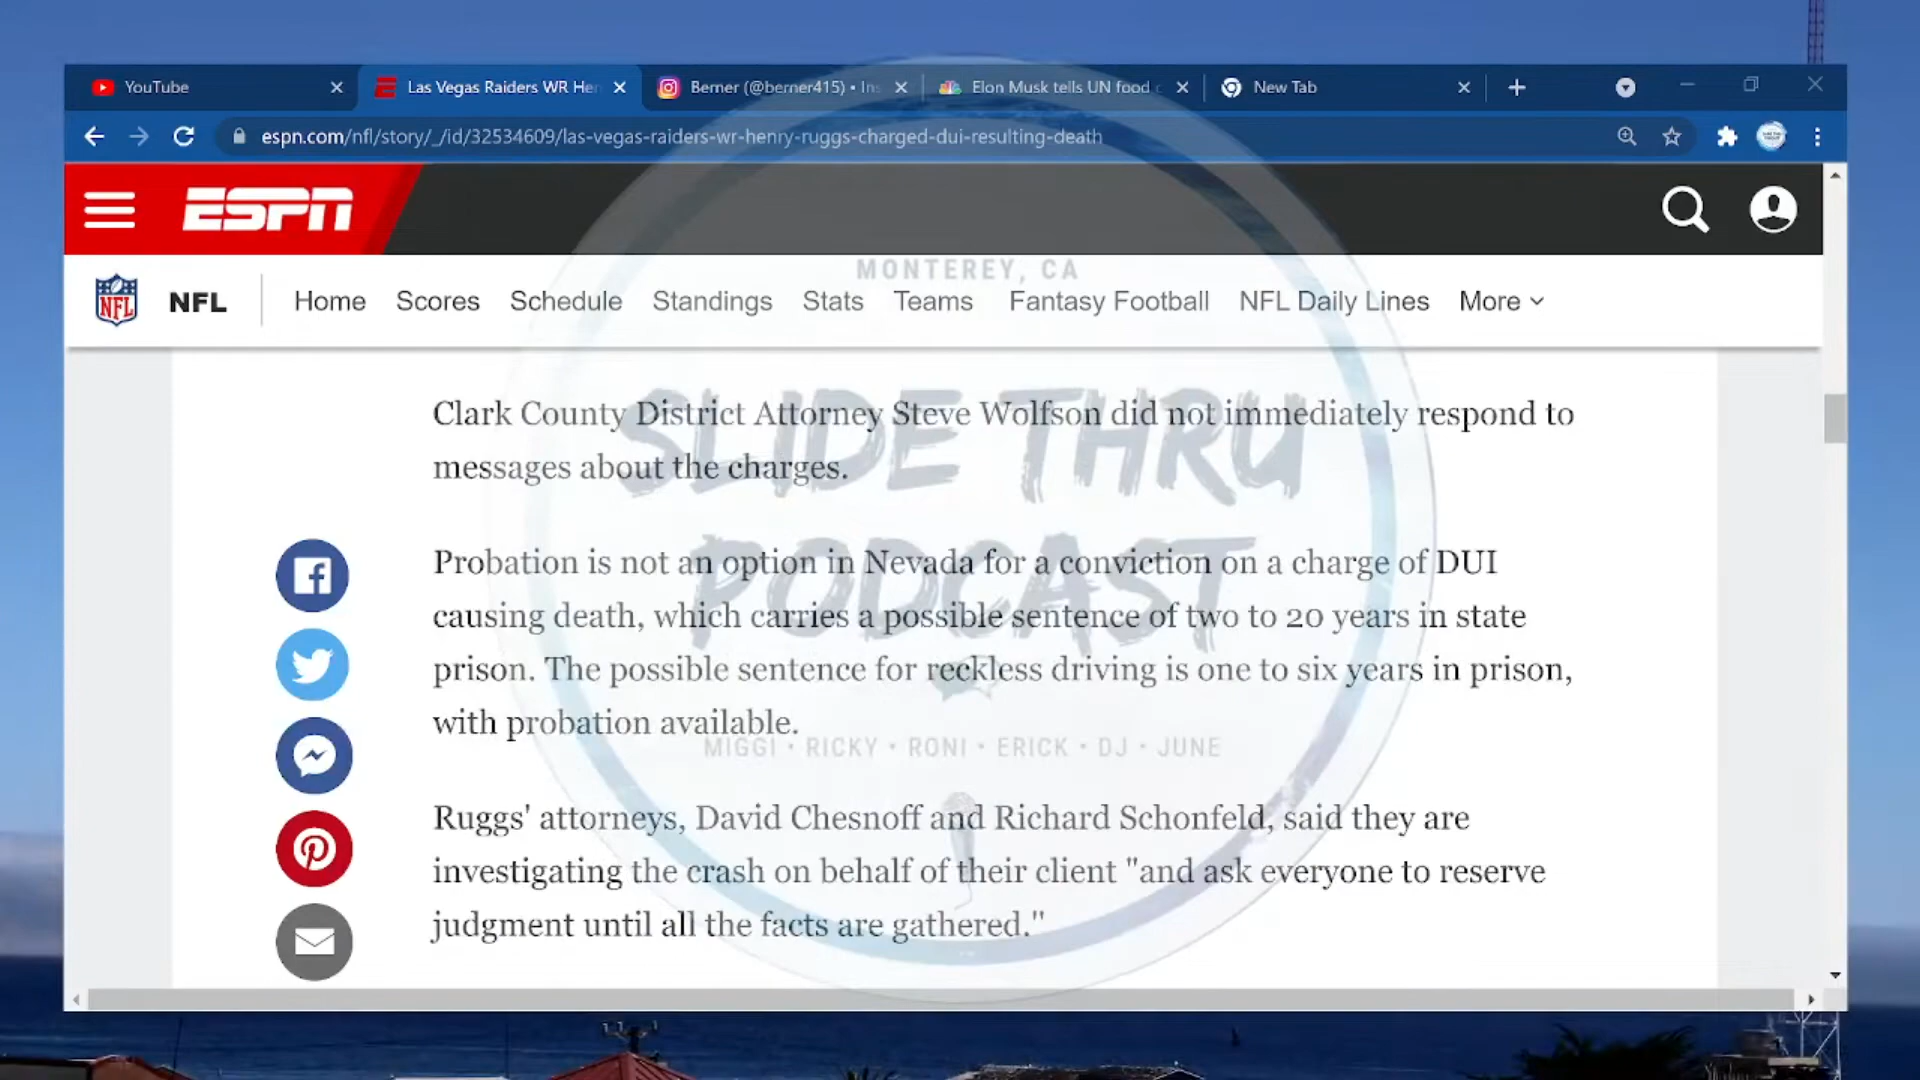 YouTube
Las Vegas Raiders WR He
Berner (@berner415) • In
Elon Musk tells UN food
New Tab
espn.com/nfl/story/_/id/32534609/las-vegas-raiders-wr-henry-ruggs-charged-dui-resulting-death
ESPN
MONTEREY, CA
NFL
NFL
Home
Scores
Schedule
Standings
Stats
Teams
Fantasy Football
NFL Daily Lines
More
Clark County District Attorney Steve Wolfson did not immediately respond to
messages about the charges.
SLIDE THRU
PODCAST
Probation is not an option in Nevada for a conviction on a charge of DUI
causing death, which carries a possible sentence of two to 20 years in state
prison. The possible sentence for reckless driving is one to six years in prison,
with probation available.
MIGGI • RICKY • RONI • ERICK • DJ • JUNE
Ruggs' attorneys, David Chesnoff and Richard Schonfeld, said they are
investigating the crash on behalf of their client "and ask everyone to reserve
judgment until all the facts are gathered."